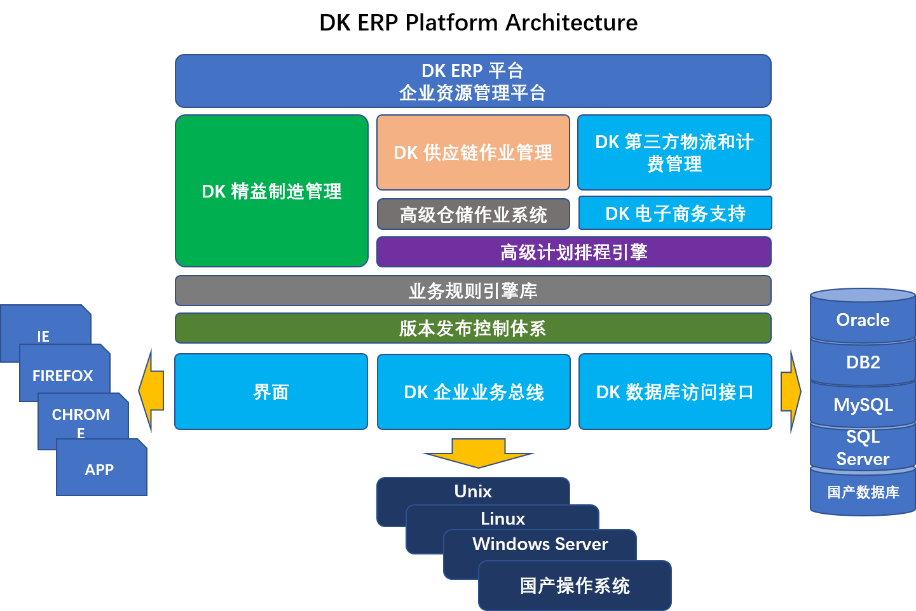 DK ERP Platform Architecture
DK ERP 平台
企业资源管理平台
DK 精益制造管理
DK 供应链作业管理
DK 第三方物流和计
费管理
高级仓储作业系统
DK 电子商务支持
高级计划排程引擎
业务规则引擎库
版本发布控制体系
界面
DK 企业业务总线
DK 数据库访问接口
IE
FIREFOX
CHROM
E
APP
Oracle
DB2
MySQL
SQL
Server
国产数据库
Unix
Linux
Windows Server
国产操作系统